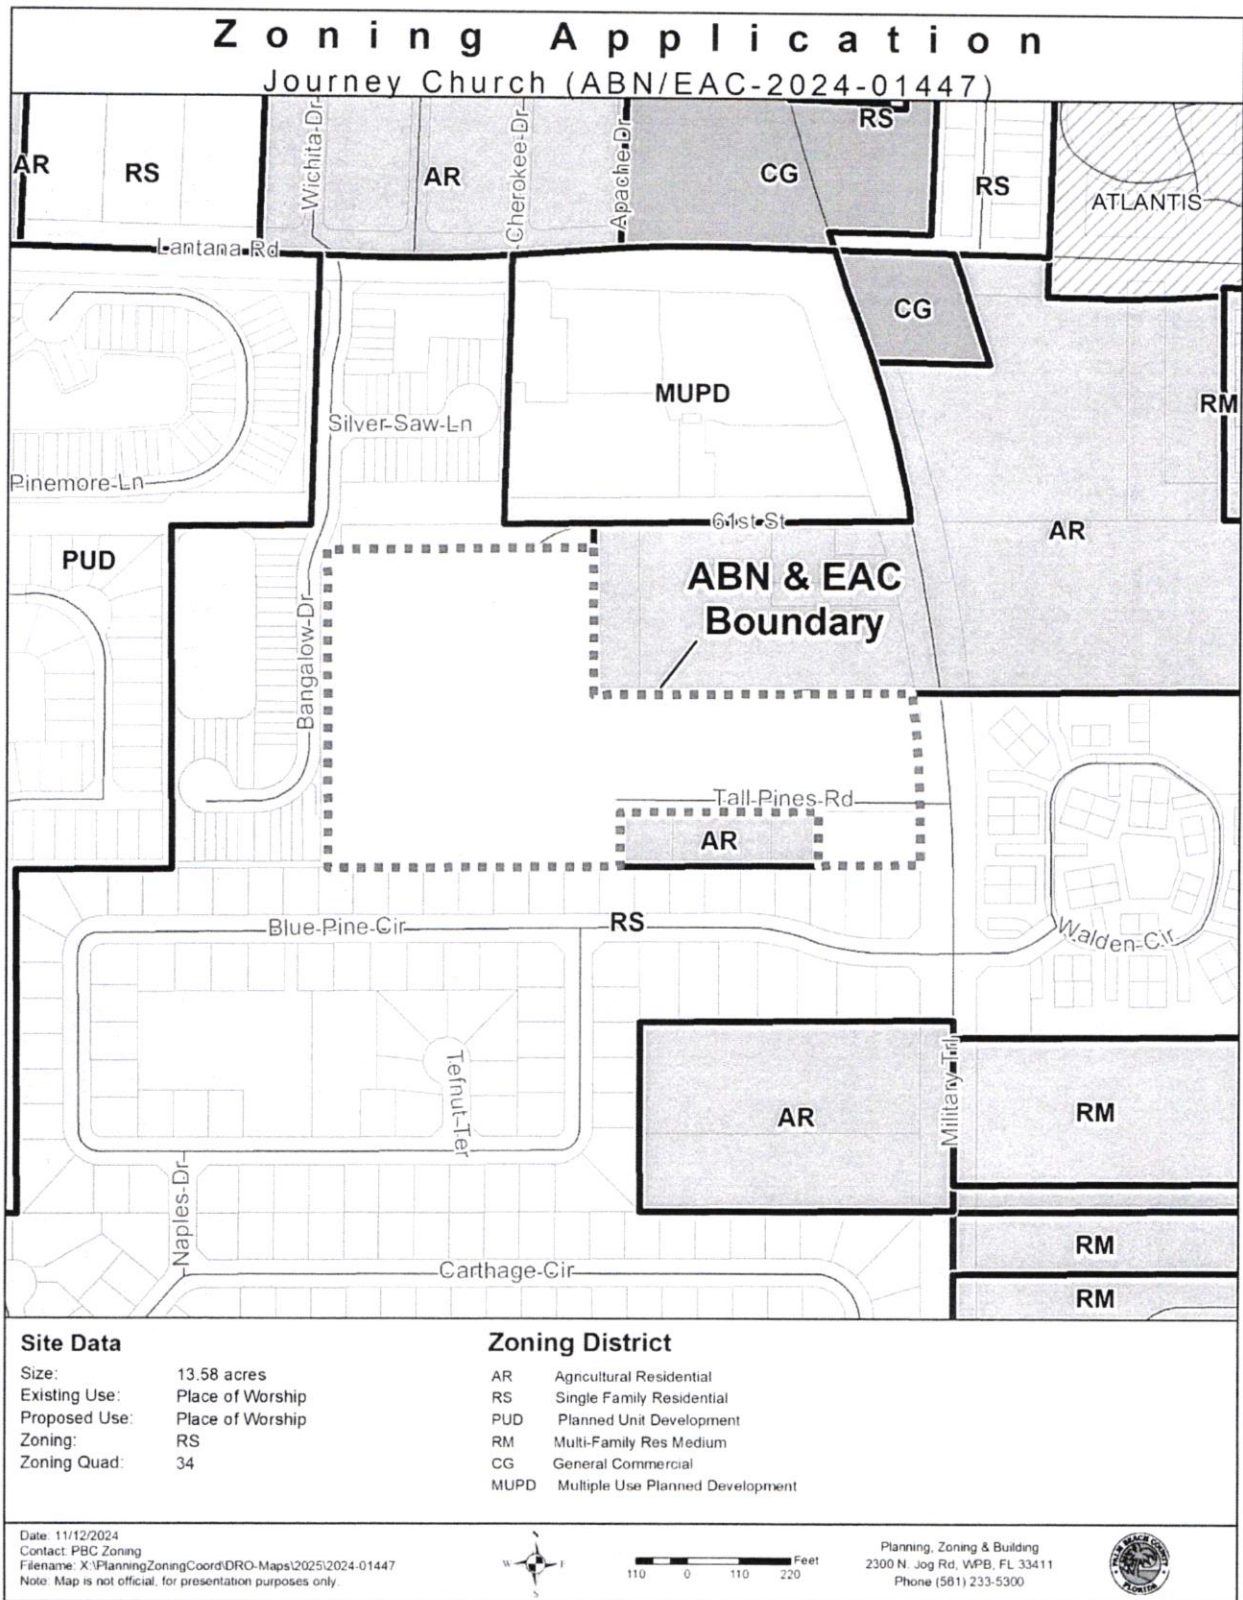 Zoning Application
Journey Church (ABN/EAC-2024-01447)
AR
RS
Wichita-Dr
AR
Cherokee-Dr
Apache-Dr
CG
RS
RS
ATLANTIS
Lantana Rd
CG
MUPD
RM
Silver-Saw-Ln
Pinemore-Ln
61st St
AR
PUD
ABN & EAC
Boundary
Bangalow-Dr
Tall-Pines-Rd
AR
Blue-Pine-Cir
RS
Walden-Cir
Tefnut-Ter
Military-Trl
AR
RM
Naples-Dr
RM
Carthage-Cir
RM
Site Data
Size: 13.58 acres
Existing Use: Place of Worship
Proposed Use: Place of Worship
Zoning: RS
Zoning Quad: 34
Zoning District
AR Agricultural Residential
RS Single Family Residential
PUD Planned Unit Development
RM Multi-Family Res Medium
CG General Commercial
MUPD Multiple Use Planned Development
Date: 11/12/2024
Contact: PBC Zoning
Filename: X:\PlanningZoningCoord\DRO-Maps\2025\2024-01447
Note: Map is not official, for presentation purposes only.
N
W E
S
Feet
110 0 110 220
Planning, Zoning & Building
2300 N. Jog Rd, WPB, FL 33411
Phone (561) 233-5300
PALM BEACH COUNTY
FLORIDA